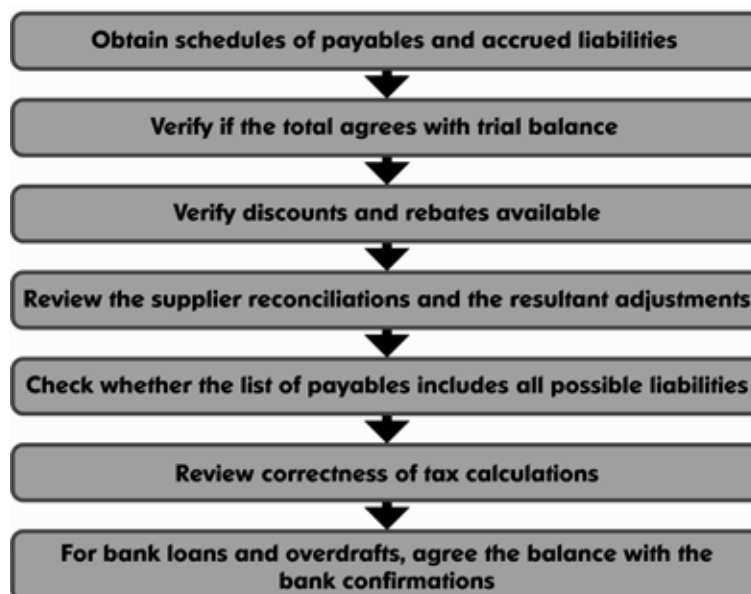 Obtain schedules of payables and accrued liabilities
Verify if the total agrees with trial balance
Verify discounts and rebates available
Review the supplier reconciliations and the resultant adjustments
Check whether the list of payables includes all possible liabilities
Review correctness of tax calculations
For bank loans and overdrafts, agree the balance with the
bank confirmations